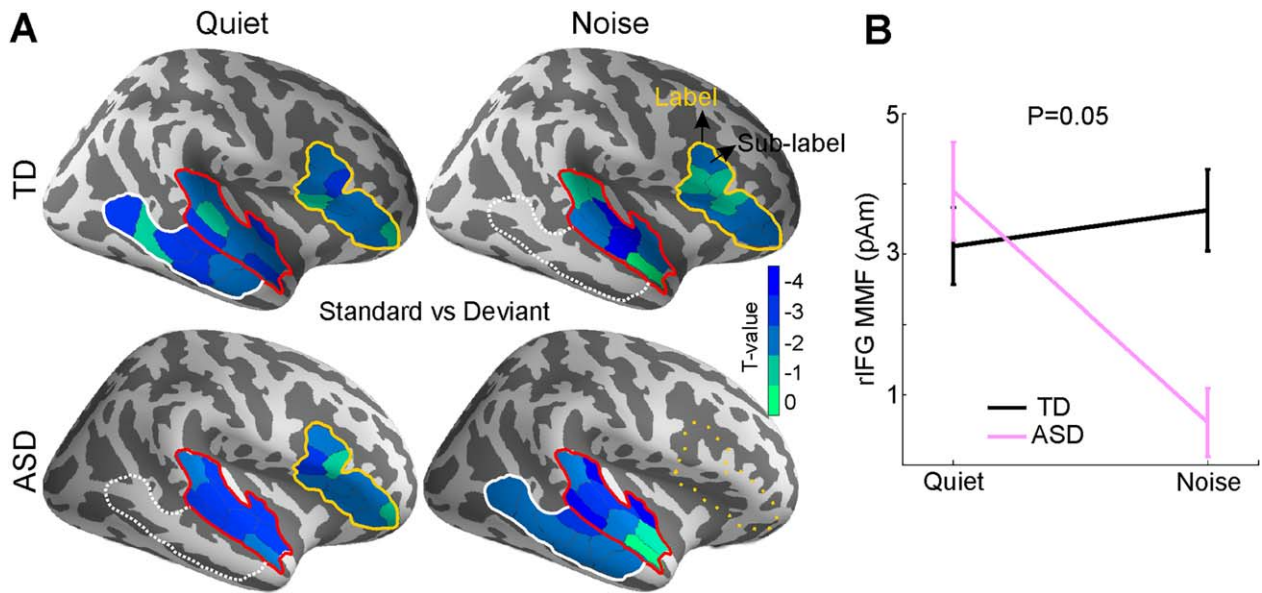 A
Quiet
Noise
B
TD
Label
Sub-label
Standard vs Deviant
T-value
-4
-3
-2
-1
0
ASD
P=0.05
rIFG MMF (pAm)
5
3
1
TD
ASD
Quiet
Noise